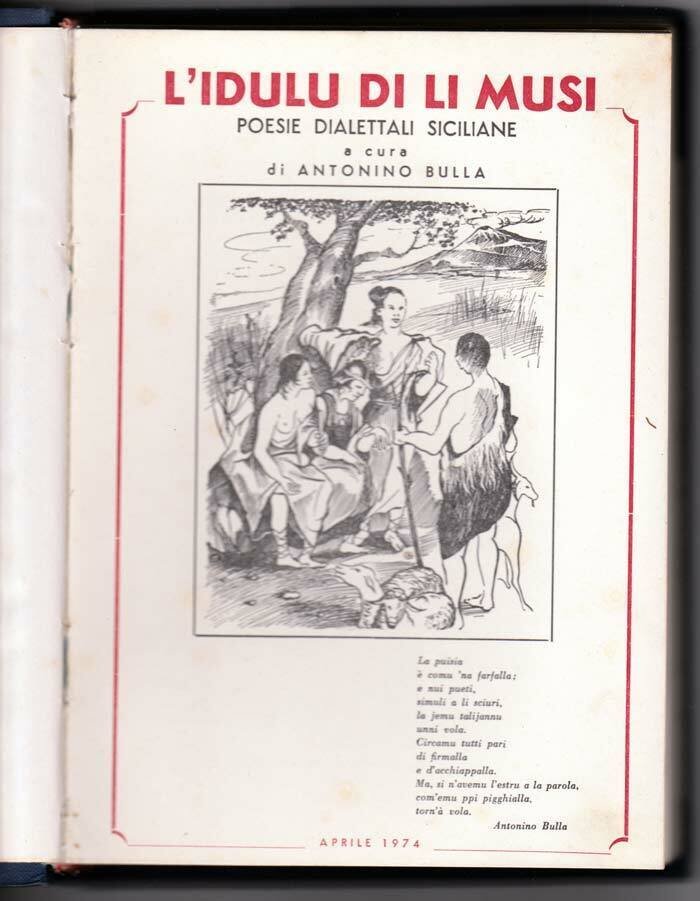 L'IDULU DI LI MUSI
POESIE DIALETTALI SICILIANE
a cura
di ANTONINO BULLA
La puisia
è comu 'na farfalla;
e nui pueti,
simuli a li sciuri,
la jemu talijannu
unni vola.
Circamu tutti pari
di firmalla
e d'acchiappalla.
Ma, si n'avemu l'estru a la parola,
com'emu ppi pigghialla,
torn'à vola.
Antonino Bulla
APRILE 1974